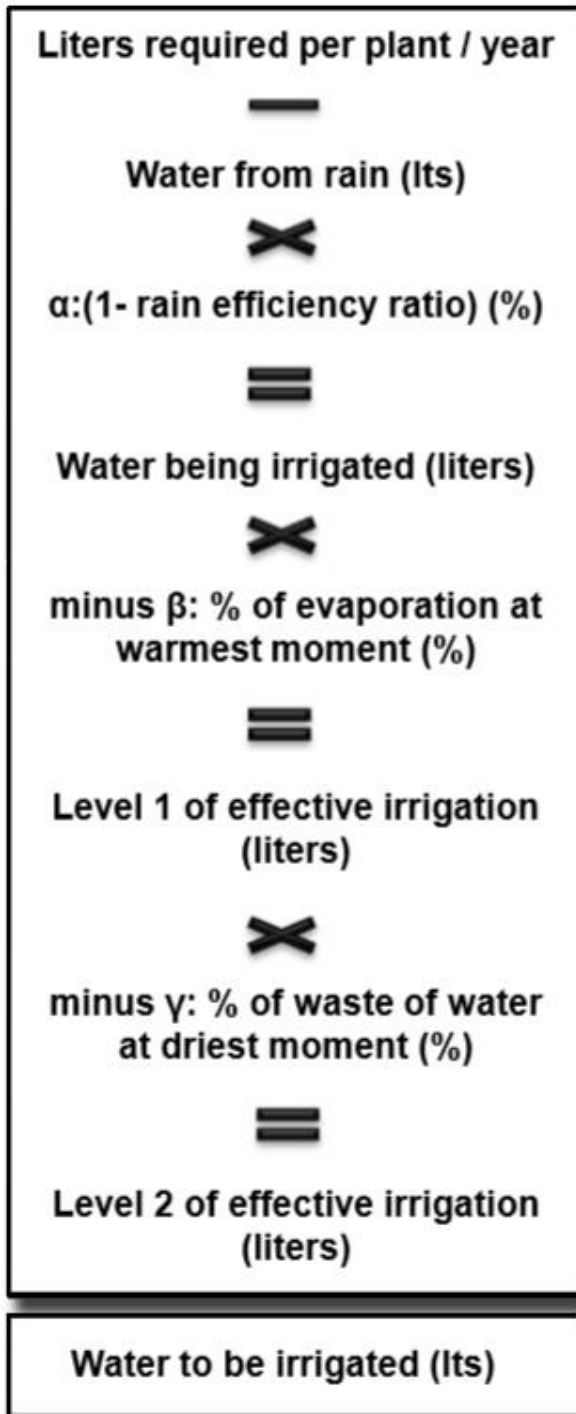 Liters required per plant / year
—
Water from rain (lts)
×
α:(1- rain efficiency ratio) (%)
=
Water being irrigated (liters)
×
minus β: % of evaporation at
warmest moment (%)
=
Level 1 of effective irrigation
(liters)
×
minus γ: % of waste of water
at driest moment (%)
=
Level 2 of effective irrigation
(liters)
Water to be irrigated (lts)